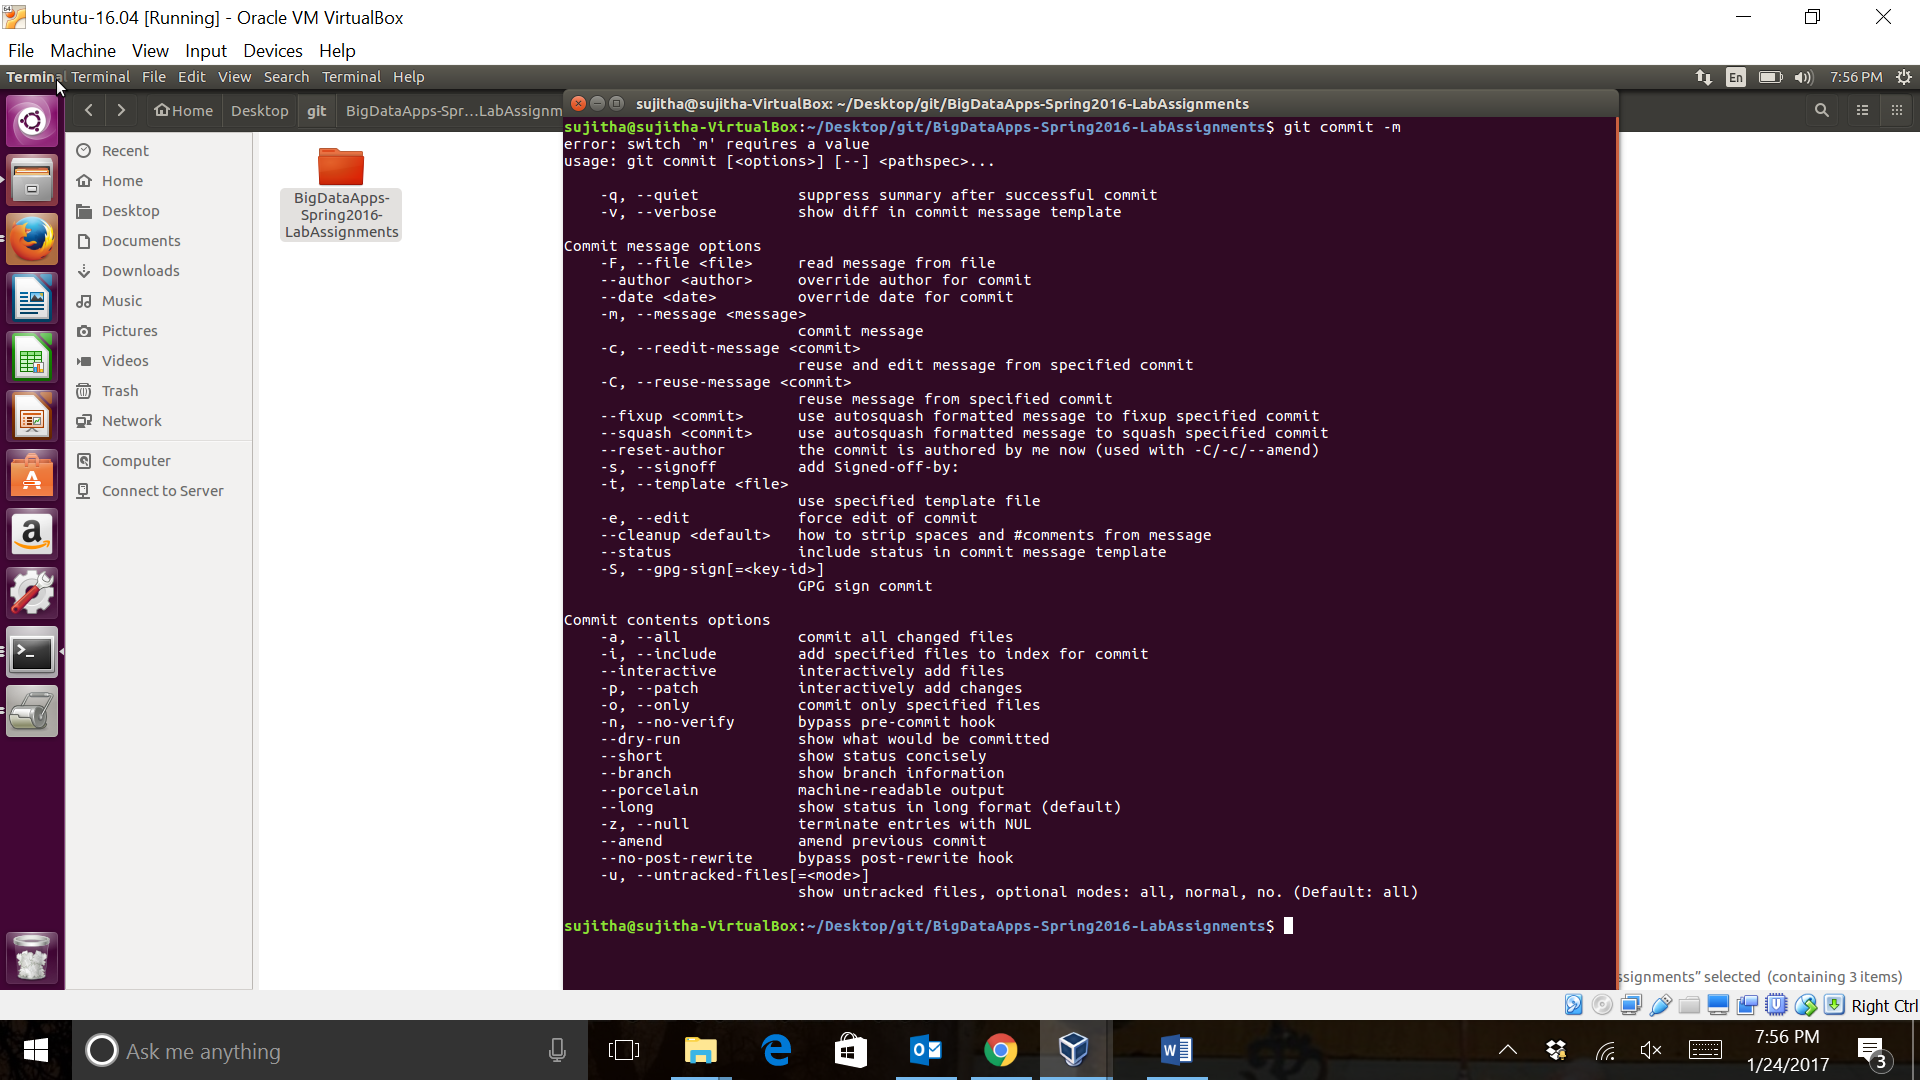 ubuntu-16.04 [Running] - Oracle VM VirtualBox
File Machine View Input Devices Help
Terminal Terminal File Edit View Search Terminal Help
En 7:56 PM
Home Desktop git BigDataApps-Spr...LabAssignm
sujitha@sujitha-VirtualBox: ~/Desktop/git/BigDataApps-Spring2016-LabAssignments
Recent
Home
Desktop
Documents
Downloads
Music
Pictures
Videos
Trash
Network
Computer
Connect to Server
BigDataApps-
Spring2016-
LabAssignments
sujitha@sujitha-VirtualBox:~/Desktop/git/BigDataApps-Spring2016-LabAssignments$ git commit -m
error: switch `m' requires a value
usage: git commit [<options>] [--] <pathspec>...
-q, --quiet suppress summary after successful commit
-v, --verbose show diff in commit message template
Commit message options
-F, --file <file> read message from file
--author <author> override author for commit
--date <date> override date for commit
-m, --message <message>
commit message
-c, --reedit-message <commit>
reuse and edit message from specified commit
-C, --reuse-message <commit>
reuse message from specified commit
--fixup <commit> use autosquash formatted message to fixup specified commit
--squash <commit> use autosquash formatted message to squash specified commit
--reset-author the commit is authored by me now (used with -C/-c/--amend)
-s, --signoff add Signed-off-by:
-t, --template <file>
use specified template file
-e, --edit force edit of commit
--cleanup <default> how to strip spaces and #comments from message
--status include status in commit message template
-S, --gpg-sign[=<key-id>]
GPG sign commit
Commit contents options
-a, --all commit all changed files
-i, --include add specified files to index for commit
--interactive interactively add files
-p, --patch interactively add changes
-o, --only commit only specified files
-n, --no-verify bypass pre-commit hook
--dry-run show what would be committed
--short show status concisely
--branch show branch information
--porcelain machine-readable output
--long show status in long format (default)
-z, --null terminate entries with NUL
--amend amend previous commit
--no-post-rewrite bypass post-rewrite hook
-u, --untracked-files[=<mode>]
show untracked files, optional modes: all, normal, no. (Default: all)
sujitha@sujitha-VirtualBox:~/Desktop/git/BigDataApps-Spring2016-LabAssignments$
ssignments” selected (containing 3 items)
Right Ctrl
Ask me anything
7:56 PM
1/24/2017
3